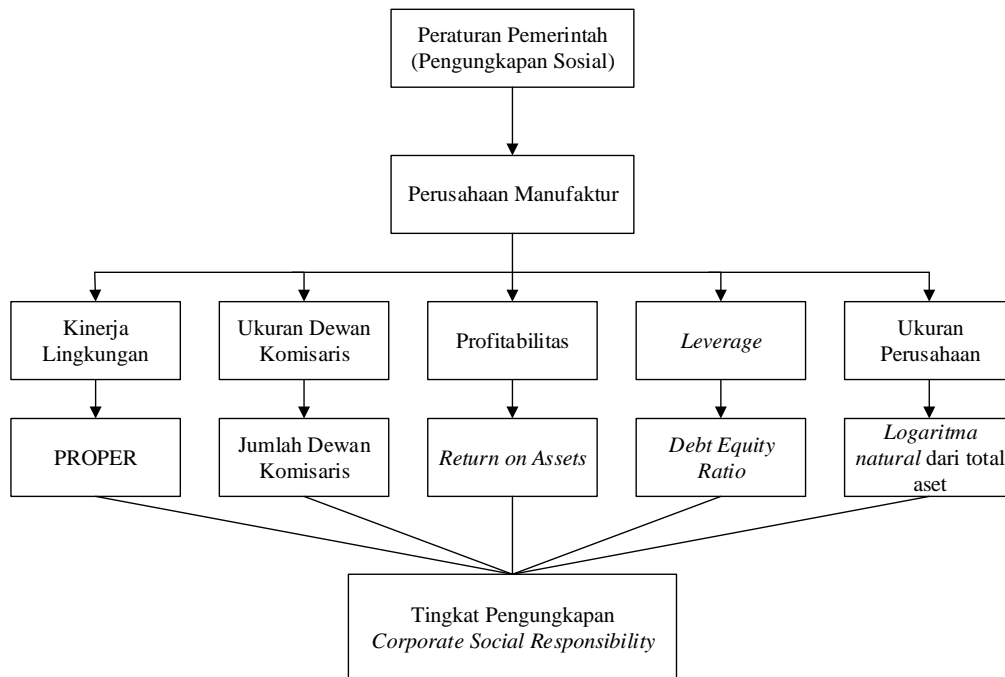 Peraturan Pemerintah
(Pengungkapan Sosial)
Perusahaan Manufaktur
Kinerja
Lingkungan
Ukuran Dewan
Komisaris
Profitabilitas
Leverage
Ukuran
Perusahaan
PROPER
Jumlah Dewan
Komisaris
Return on Assets
Debt Equity
Ratio
Logaritma
natural dari total
aset
Tingkat Pengungkapan
Corporate Social Responsibility